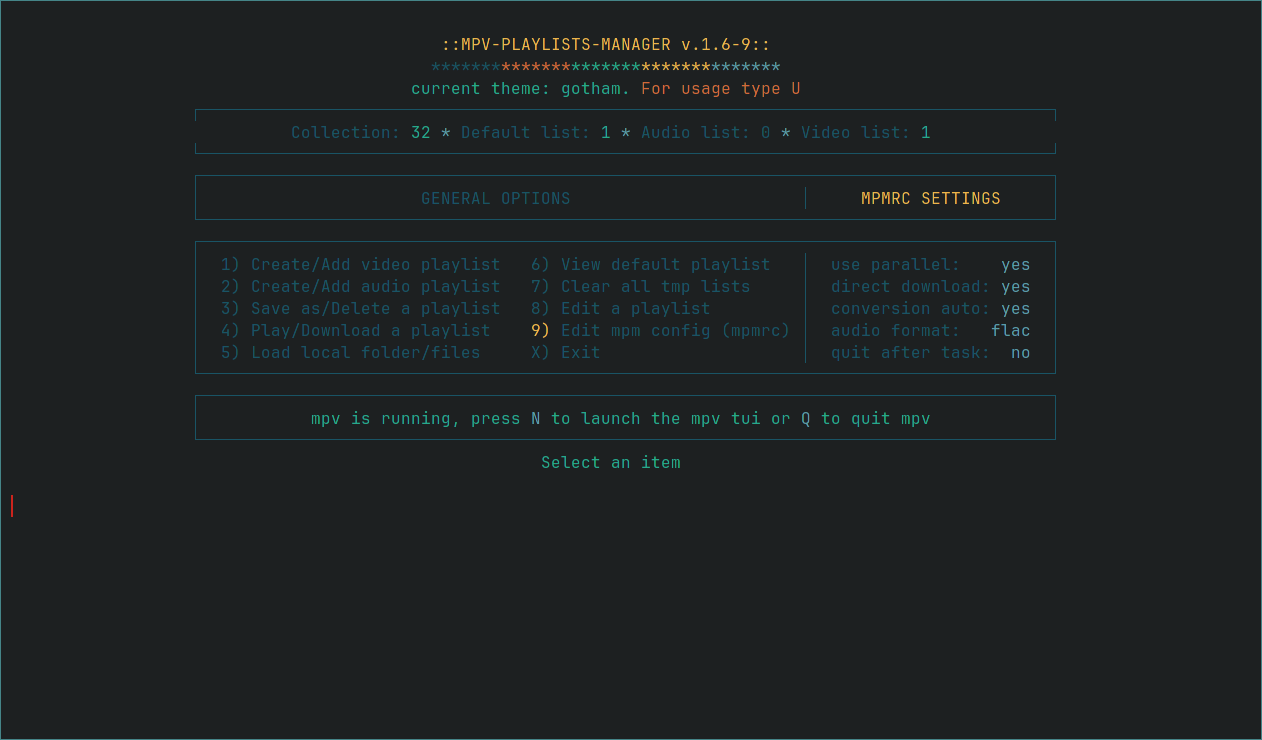 ::MPV-PLAYLISTS-MANAGER v.1.6-9::
***********************************
current theme: gotham. For usage type U
Collection: 32 * Default list: 1 * Audio list: 0 * Video list: 1
GENERAL OPTIONS MPMRC SETTINGS
1) Create/Add video playlist 6) View default playlist use parallel: yes
2) Create/Add audio playlist 7) Clear all tmp lists direct download: yes
3) Save as/Delete a playlist 8) Edit a playlist conversion auto: yes
4) Play/Download a playlist 9) Edit mpm config (mpmrc) audio format: flac
5) Load local folder/files X) Exit quit after task: no
mpv is running, press N to launch the mpv tui or Q to quit mpv
Select an item